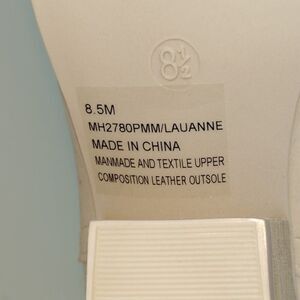 8½
8.5M
MH2780PMM/LAUANNE
MADE IN CHINA
MANMADE AND TEXTILE UPPER
COMPOSITION LEATHER OUTSOLE